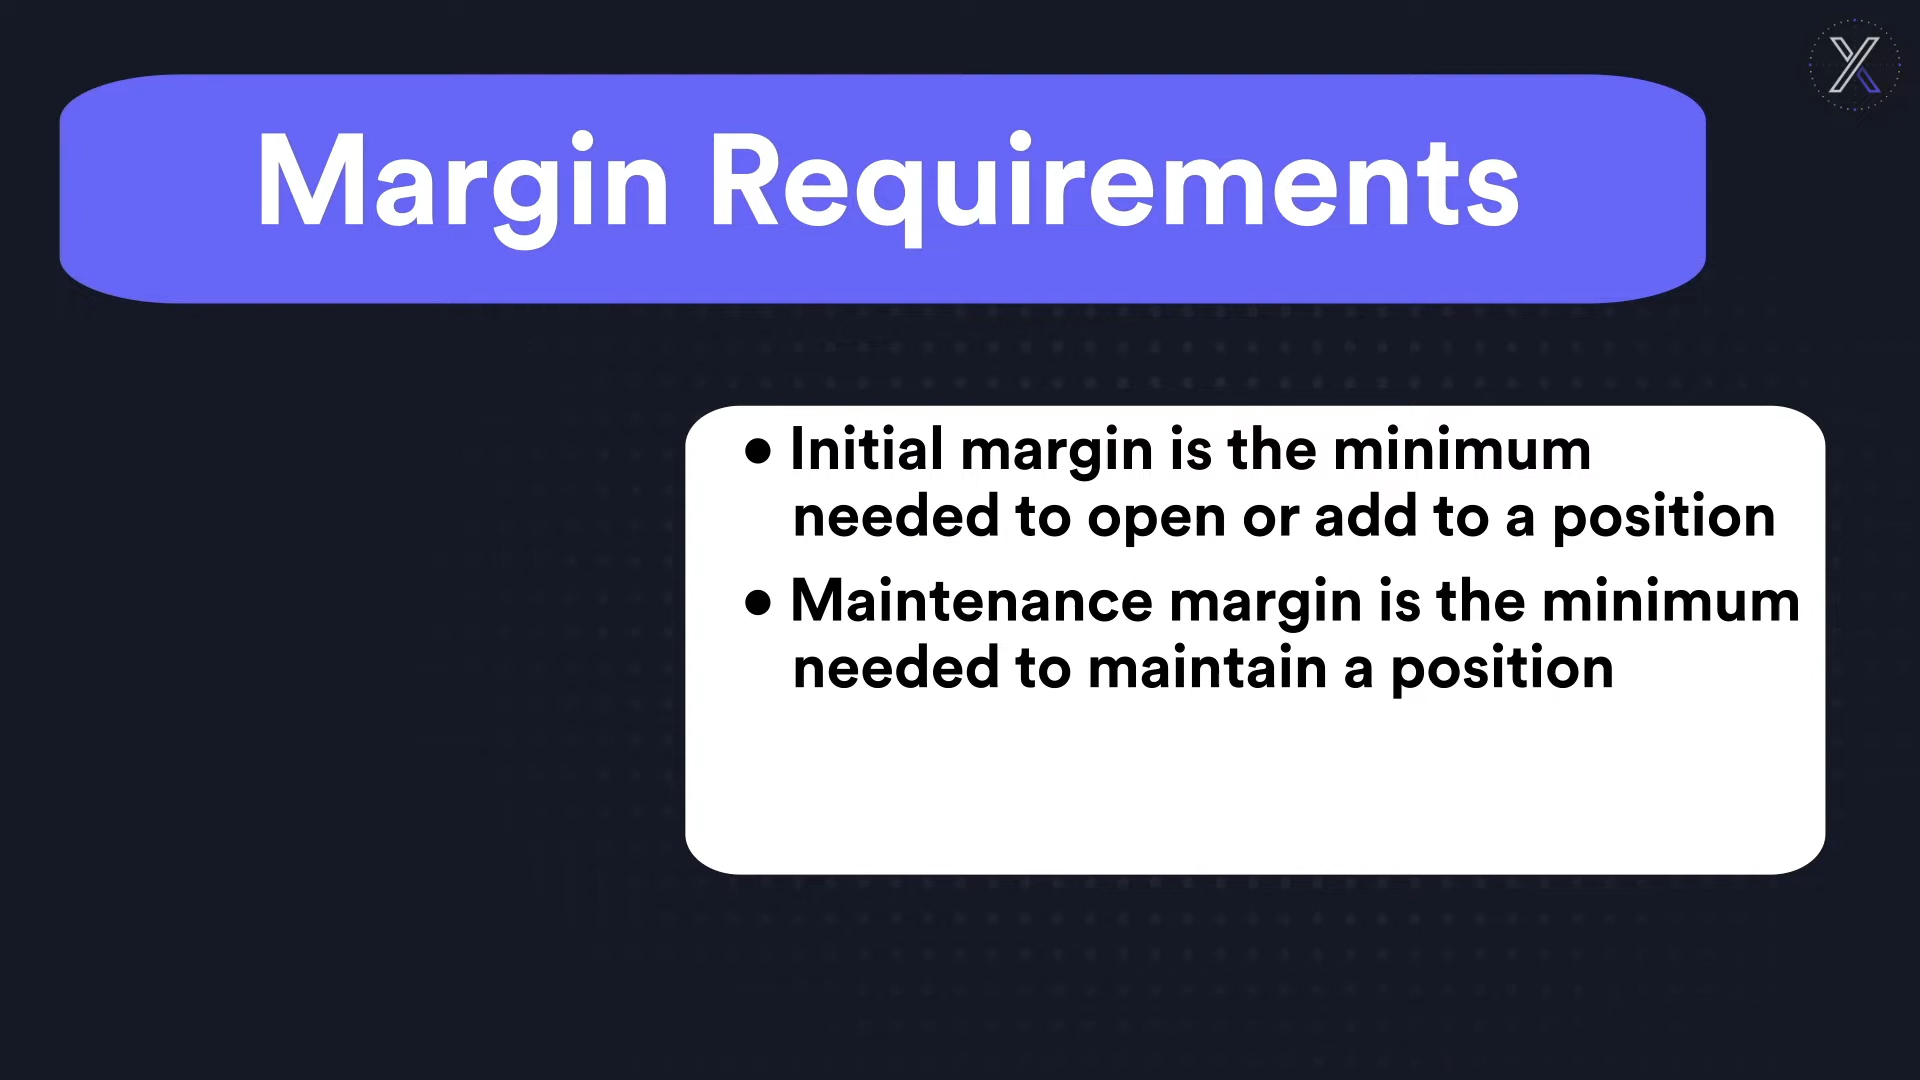 Margin Requirements
• Initial margin is the minimum
needed to open or add to a position
• Maintenance margin is the minimum
needed to maintain a position